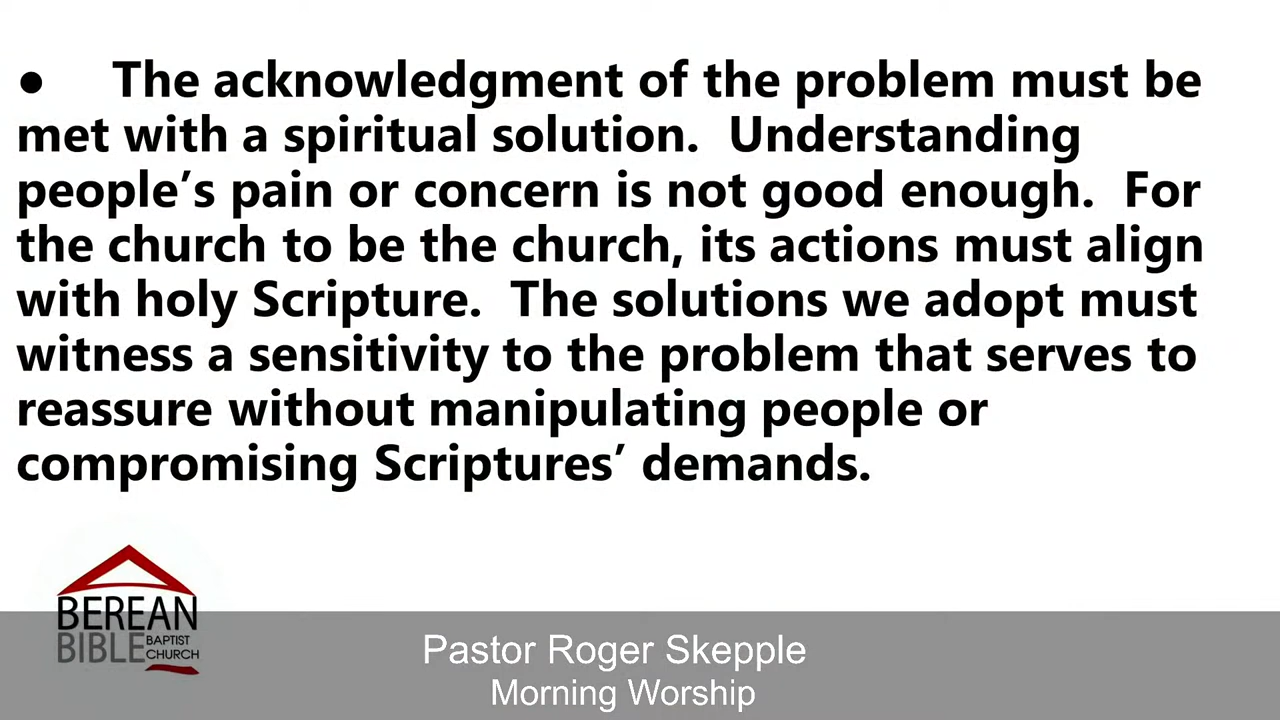 ● The acknowledgment of the problem must be
met with a spiritual solution.  Understanding
people’s pain or concern is not good enough.  For
the church to be the church, its actions must align
with holy Scripture.  The solutions we adopt must
witness a sensitivity to the problem that serves to
reassure without manipulating people or
compromising Scriptures’ demands.
BEREAN
BIBLE BAPTIST
CHURCH
Pastor Roger Skepple
Morning Worship